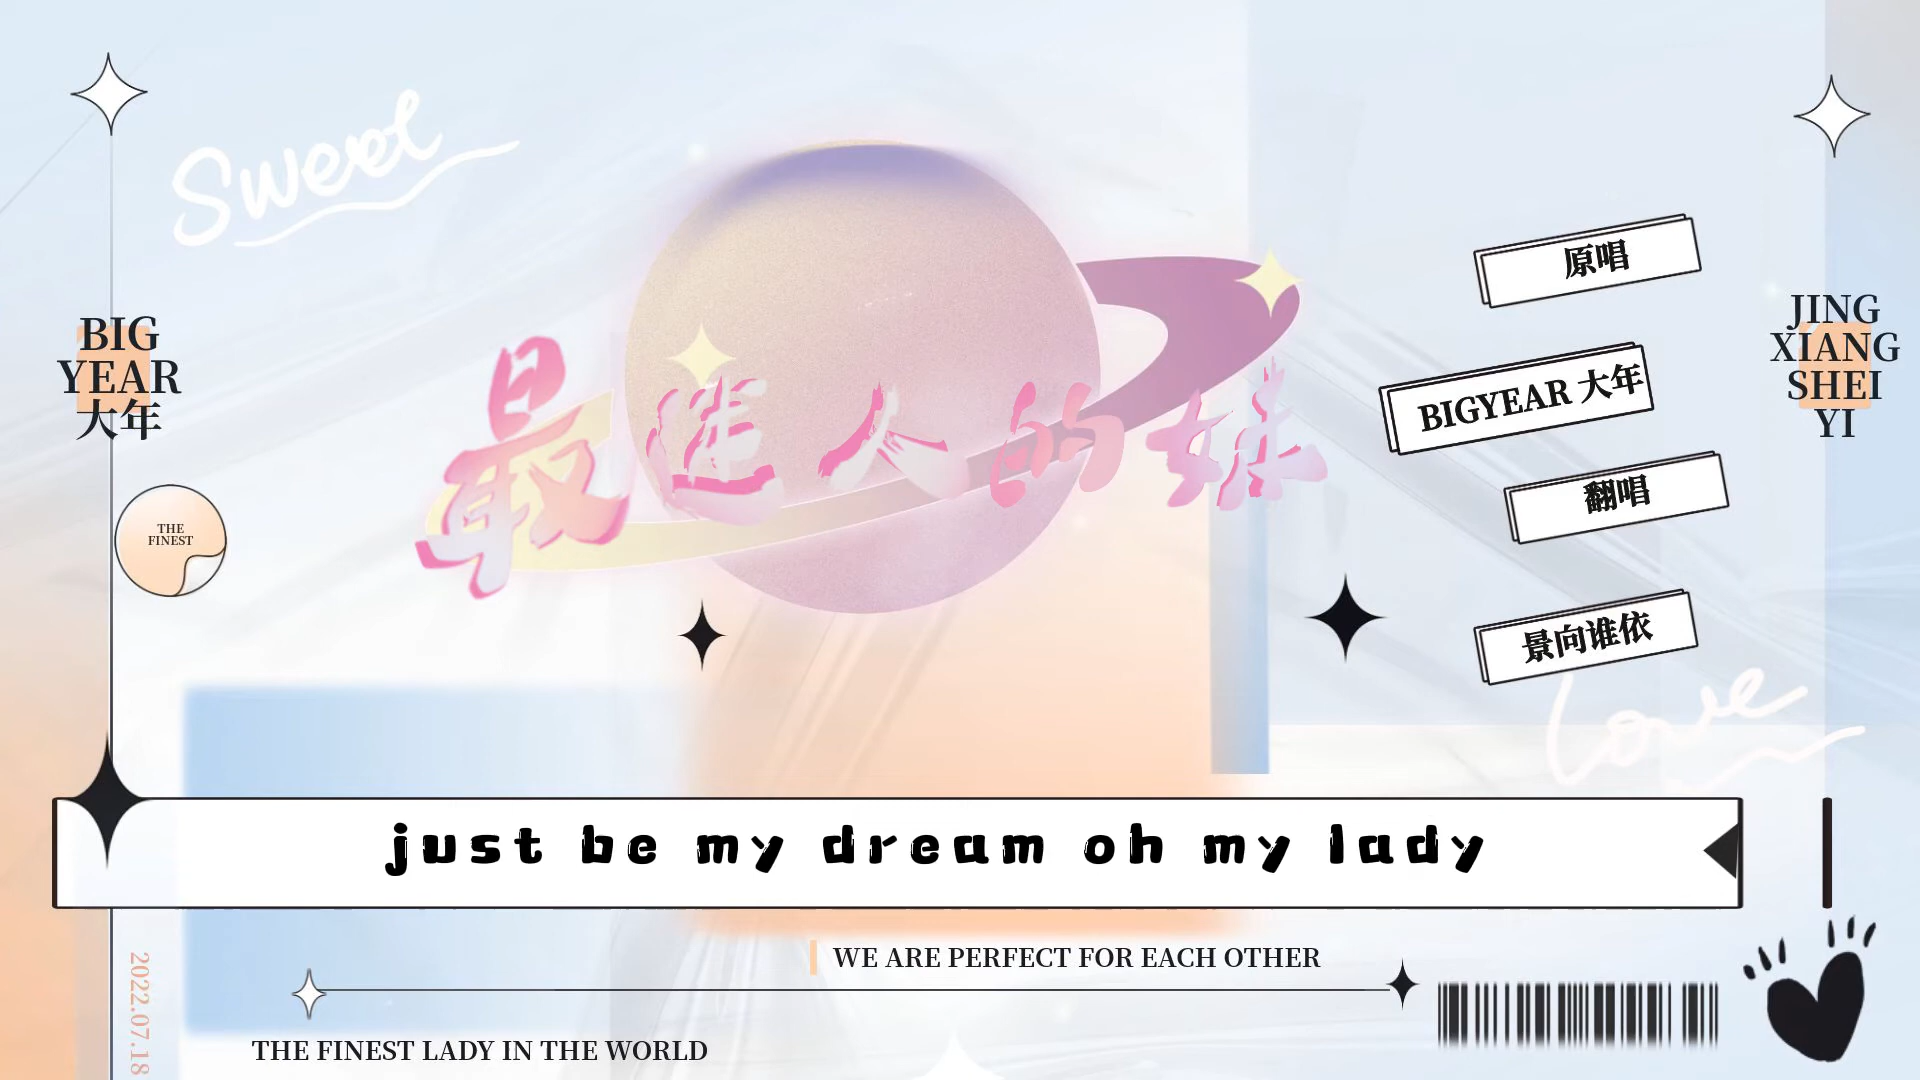 Sweet
BIG
YEAR
大年
THE
FINEST
最迷人的妹
原唱
BIGYEAR 大年
翻唱
景向谁依
JING
XIANG
SHEI
YI
Love
just be my dream oh my lady
WE ARE PERFECT FOR EACH OTHER
THE FINEST LADY IN THE WORLD
2022.07.18